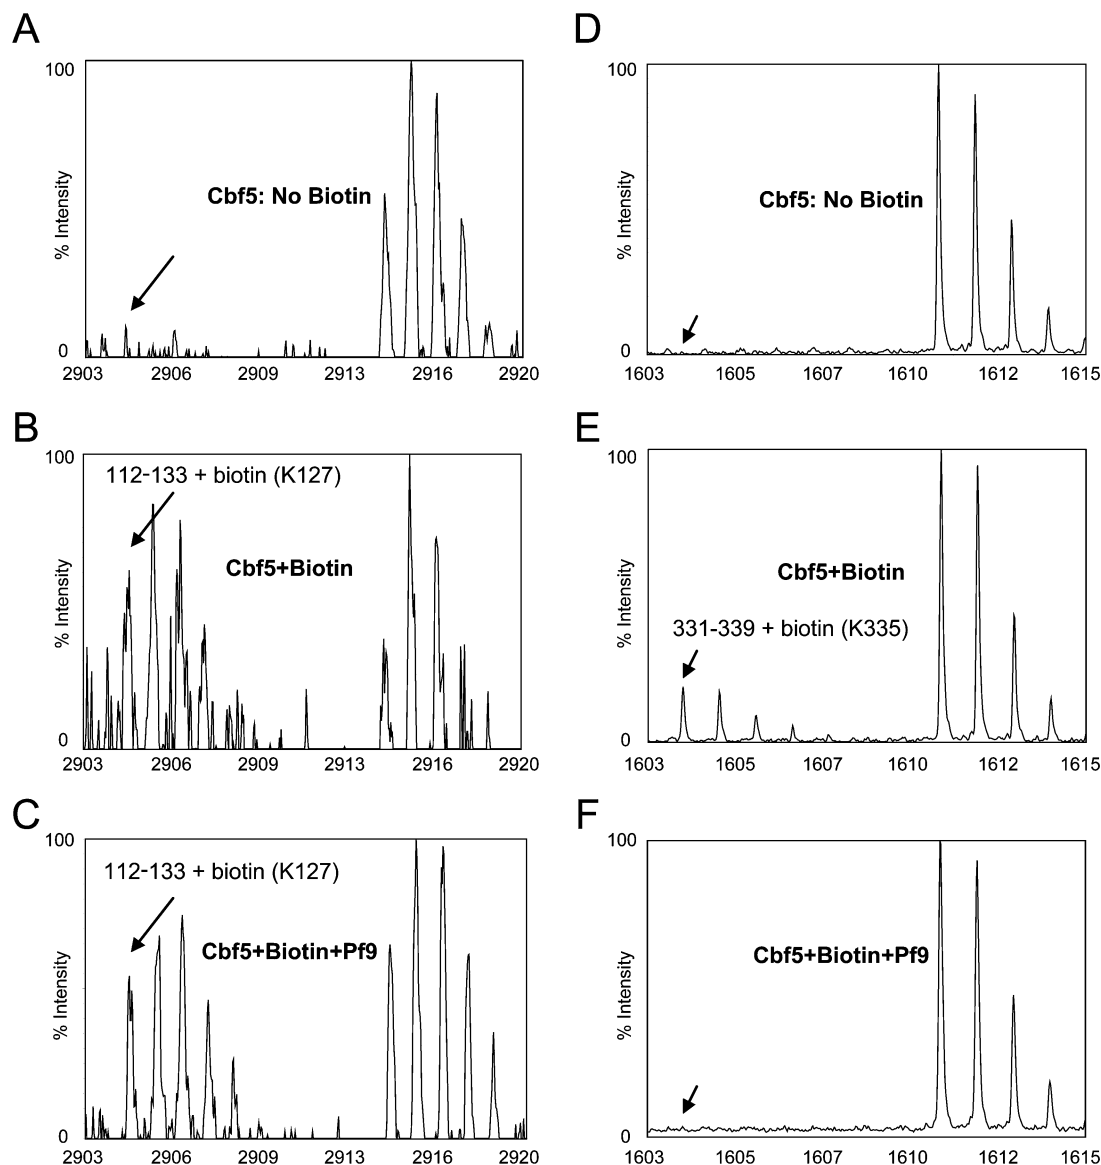 A
100
% Intensity
Cbf5: No Biotin
0
2903 2906 2909 2913 2916 2920
B
100
112-133 + biotin (K127)
% Intensity
Cbf5+Biotin
0
2903 2906 2909 2913 2916 2920
C
100
112-133 + biotin (K127)
% Intensity
Cbf5+Biotin+Pf9
0
2903 2906 2909 2913 2916 2920
D
100
% Intensity
Cbf5: No Biotin
0
1603 1605 1607 1610 1612 1615
E
100
% Intensity
Cbf5+Biotin
331-339 + biotin (K335)
0
1603 1605 1607 1610 1612 1615
F
100
% Intensity
Cbf5+Biotin+Pf9
0
1603 1605 1607 1610 1612 1615